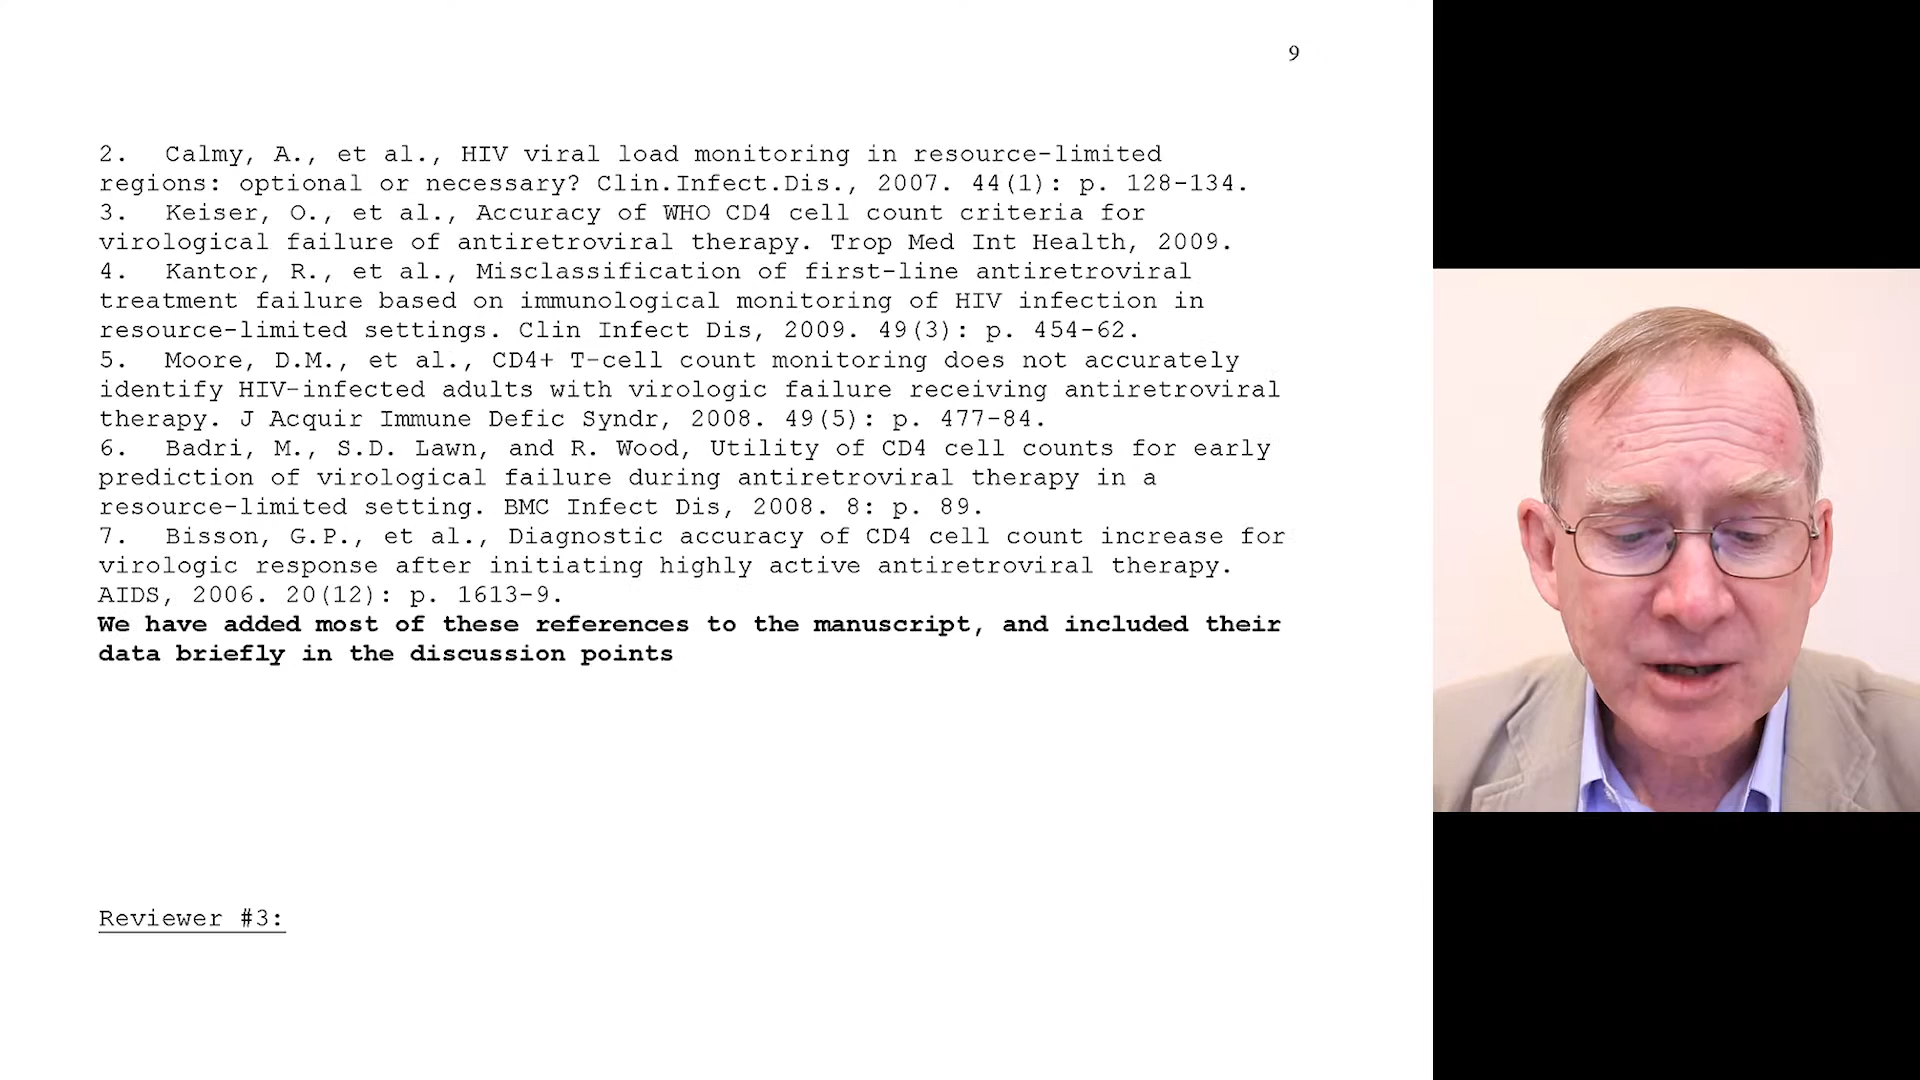 9
2. Calmy, A., et al., HIV viral load monitoring in resource-limited
regions: optional or necessary? Clin.Infect.Dis., 2007. 44(1): p. 128-134.
3. Keiser, O., et al., Accuracy of WHO CD4 cell count criteria for
virological failure of antiretroviral therapy. Trop Med Int Health, 2009.
4. Kantor, R., et al., Misclassification of first-line antiretroviral
treatment failure based on immunological monitoring of HIV infection in
resource-limited settings. Clin Infect Dis, 2009. 49(3): p. 454-62.
5. Moore, D.M., et al., CD4+ T-cell count monitoring does not accurately
identify HIV-infected adults with virologic failure receiving antiretroviral
therapy. J Acquir Immune Defic Syndr, 2008. 49(5): p. 477-84.
6. Badri, M., S.D. Lawn, and R. Wood, Utility of CD4 cell counts for early
prediction of virological failure during antiretroviral therapy in a
resource-limited setting. BMC Infect Dis, 2008. 8: p. 89.
7. Bisson, G.P., et al., Diagnostic accuracy of CD4 cell count increase for
virologic response after initiating highly active antiretroviral therapy.
AIDS, 2006. 20(12): p. 1613-9.
We have added most of these references to the manuscript, and included their
data briefly in the discussion points
Reviewer #3: